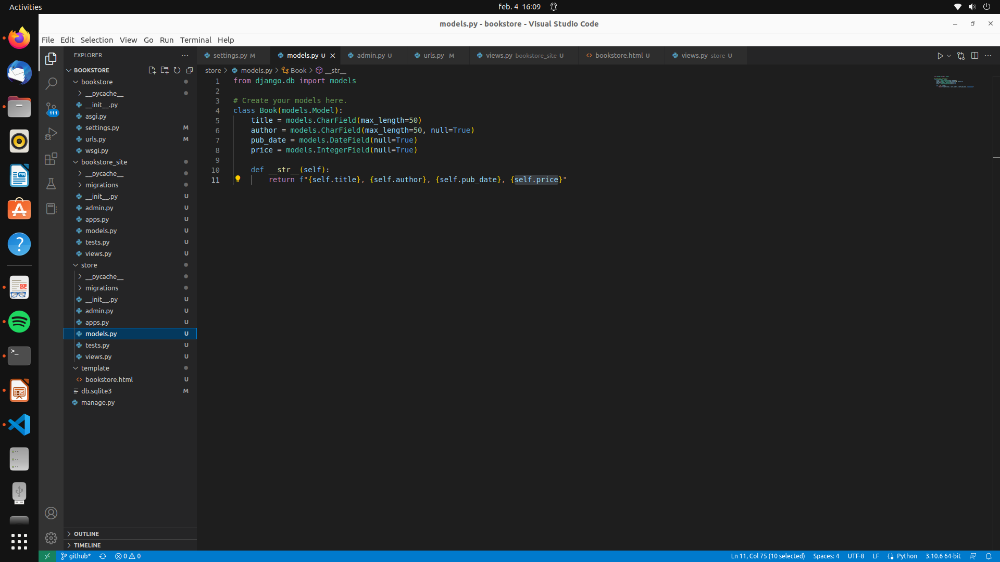 Activities
feb. 4 16:09
models.py - bookstore - Visual Studio Code
File Edit Selection View Go Run Terminal Help
EXPLORER
settings.py M
models.py U
admin.py U
urls.py M
views.py bookstore_site U
bookstore.html U
views.py store U
BOOKSTORE
bookstore
__pycache__
__init__.py
asgi.py
settings.py M
urls.py M
wsgi.py
bookstore_site
__pycache__
migrations
__init__.py U
admin.py U
apps.py U
models.py U
tests.py U
views.py U
store
__pycache__
migrations
__init__.py U
admin.py U
apps.py U
models.py U
tests.py U
views.py U
template
bookstore.html U
db.sqlite3 M
manage.py
OUTLINE
TIMELINE
111
store > models.py > Book > __str__
1 from django.db import models
2
3 # Create your models here.
4 class Book(models.Model):
5     title = models.CharField(max_length=50)
6     author = models.CharField(max_length=50, null=True)
7     pub_date = models.DateField(null=True)
8     price = models.IntegerField(null=True)
9
10     def __str__(self):
11         return f"{self.title}, {self.author}, {self.pub_date}, {self.price}"
github* 0 0
Ln 11, Col 75 (10 selected) Spaces: 4 UTF-8 LF Python 3.10.6 64-bit